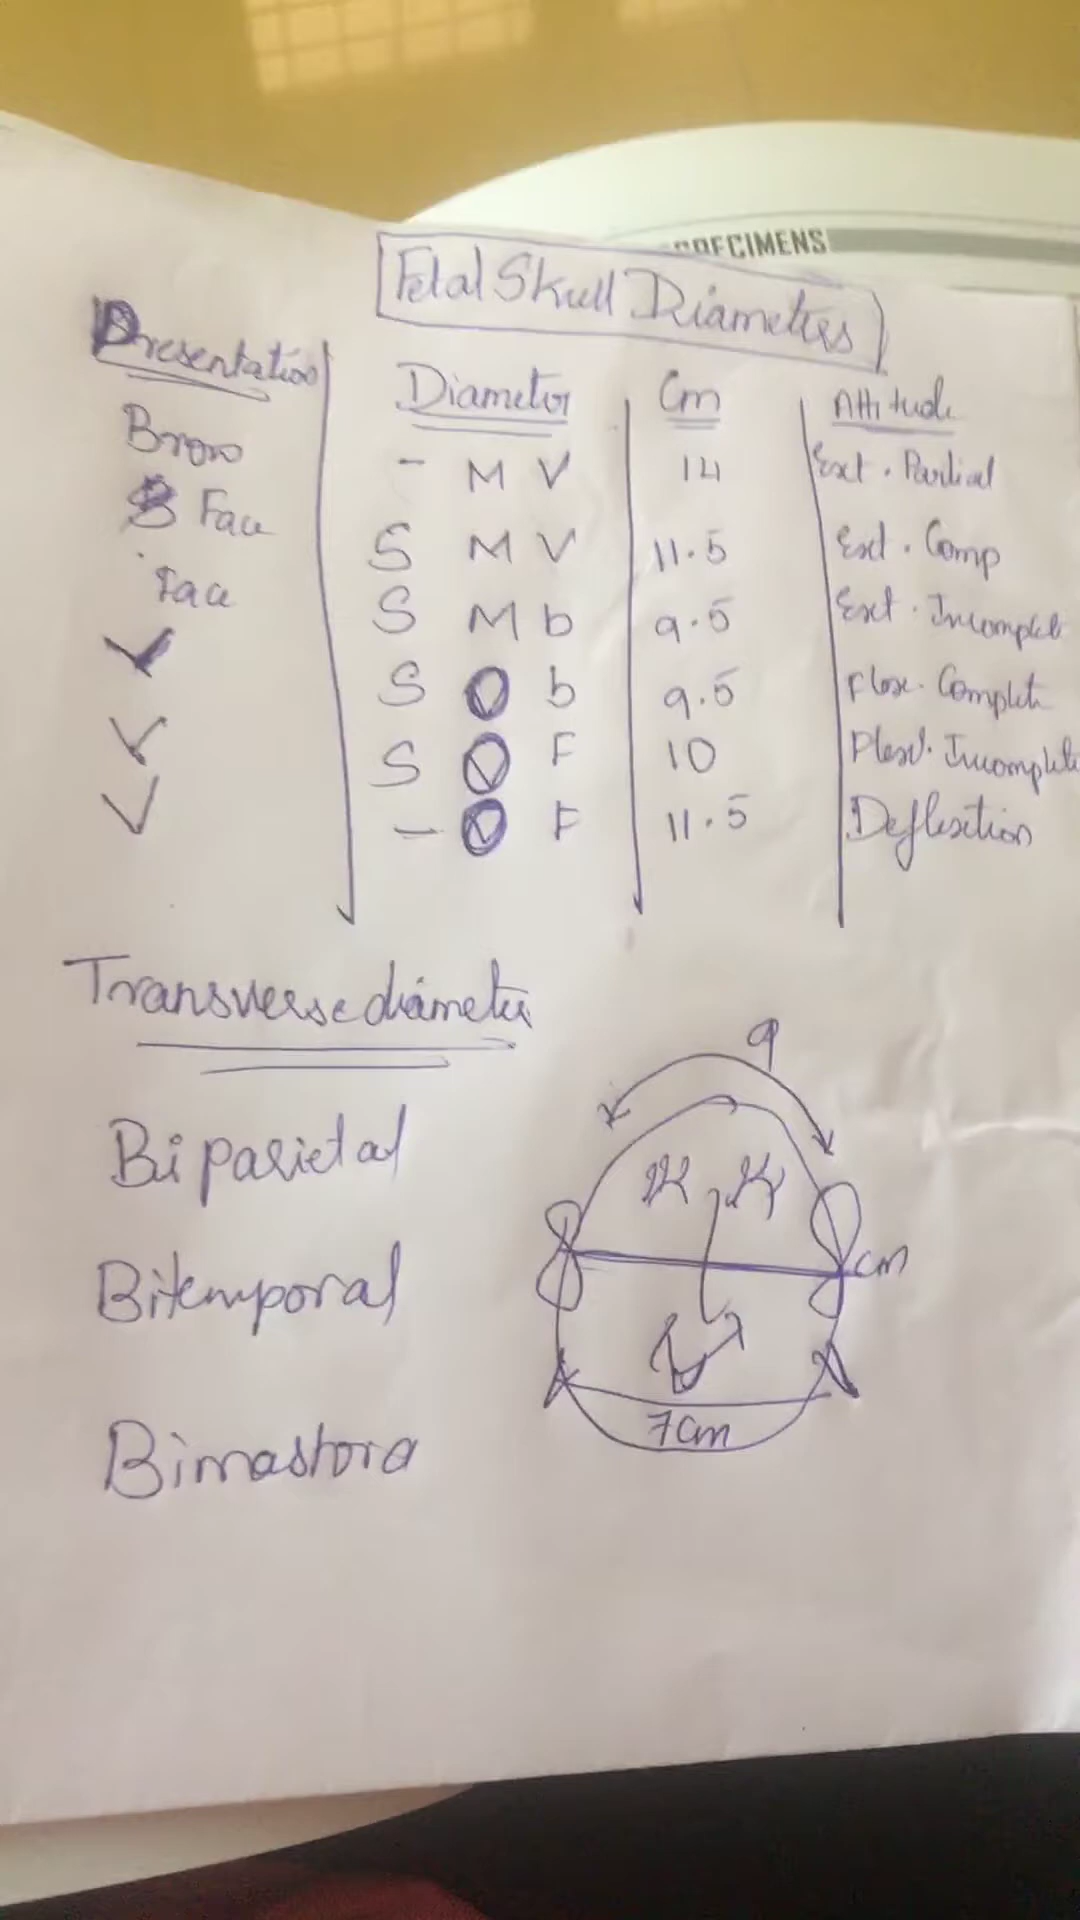 SPECIMENS
Fetal Skull Diameters
Presentation Diameter Cm Attitude
Brow - M V 14 Ext. Partial
Face S M V 11.5 Ext. Comp
Face S M b 9.5 Ext. Incomplete
V S O b 9.5 Flex. Complete
V S O F 10 Flex. Incomplete
V - O F 11.5 Deflexition
Transverse diameter
9
Biparietal
Bitemporal cm
Bimastora 7cm